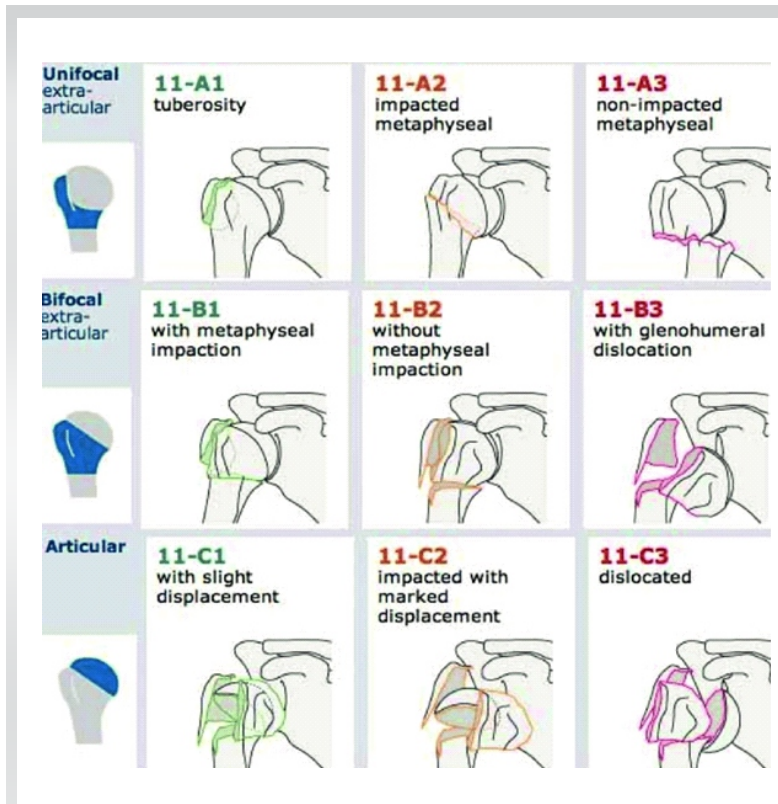 Unifocal
extra-
articular
11-A1
tuberosity
11-A2
impacted
metaphyseal
11-A3
non-impacted
metaphyseal
Bifocal
extra-
articular
11-B1
with metaphyseal
impaction
11-B2
without
metaphyseal
impaction
11-B3
with glenohumeral
dislocation
Articular
11-C1
with slight
displacement
11-C2
impacted with
marked
displacement
11-C3
dislocated